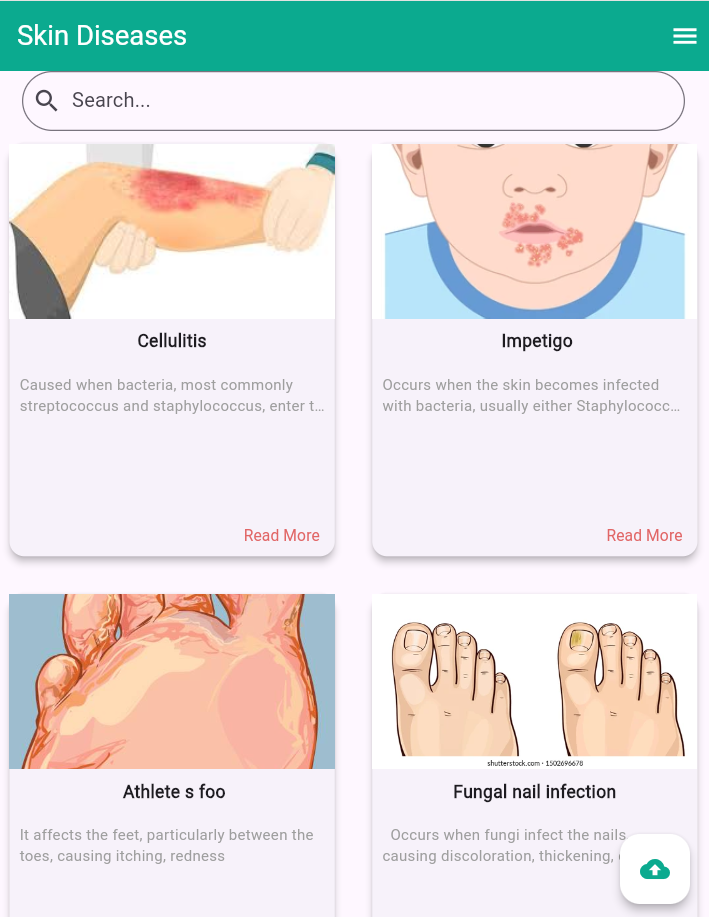 Skin Diseases
Search...
Cellulitis
Caused when bacteria, most commonly
streptococcus and staphylococcus, enter t...
Read More
Impetigo
Occurs when the skin becomes infected
with bacteria, usually either Staphylococc...
Read More
shutterstock.com · 1502696678
Athlete s foo
It affects the feet, particularly between the
toes, causing itching, redness
Fungal nail infection
Occurs when fungi infect the nails
causing discoloration, thickening,